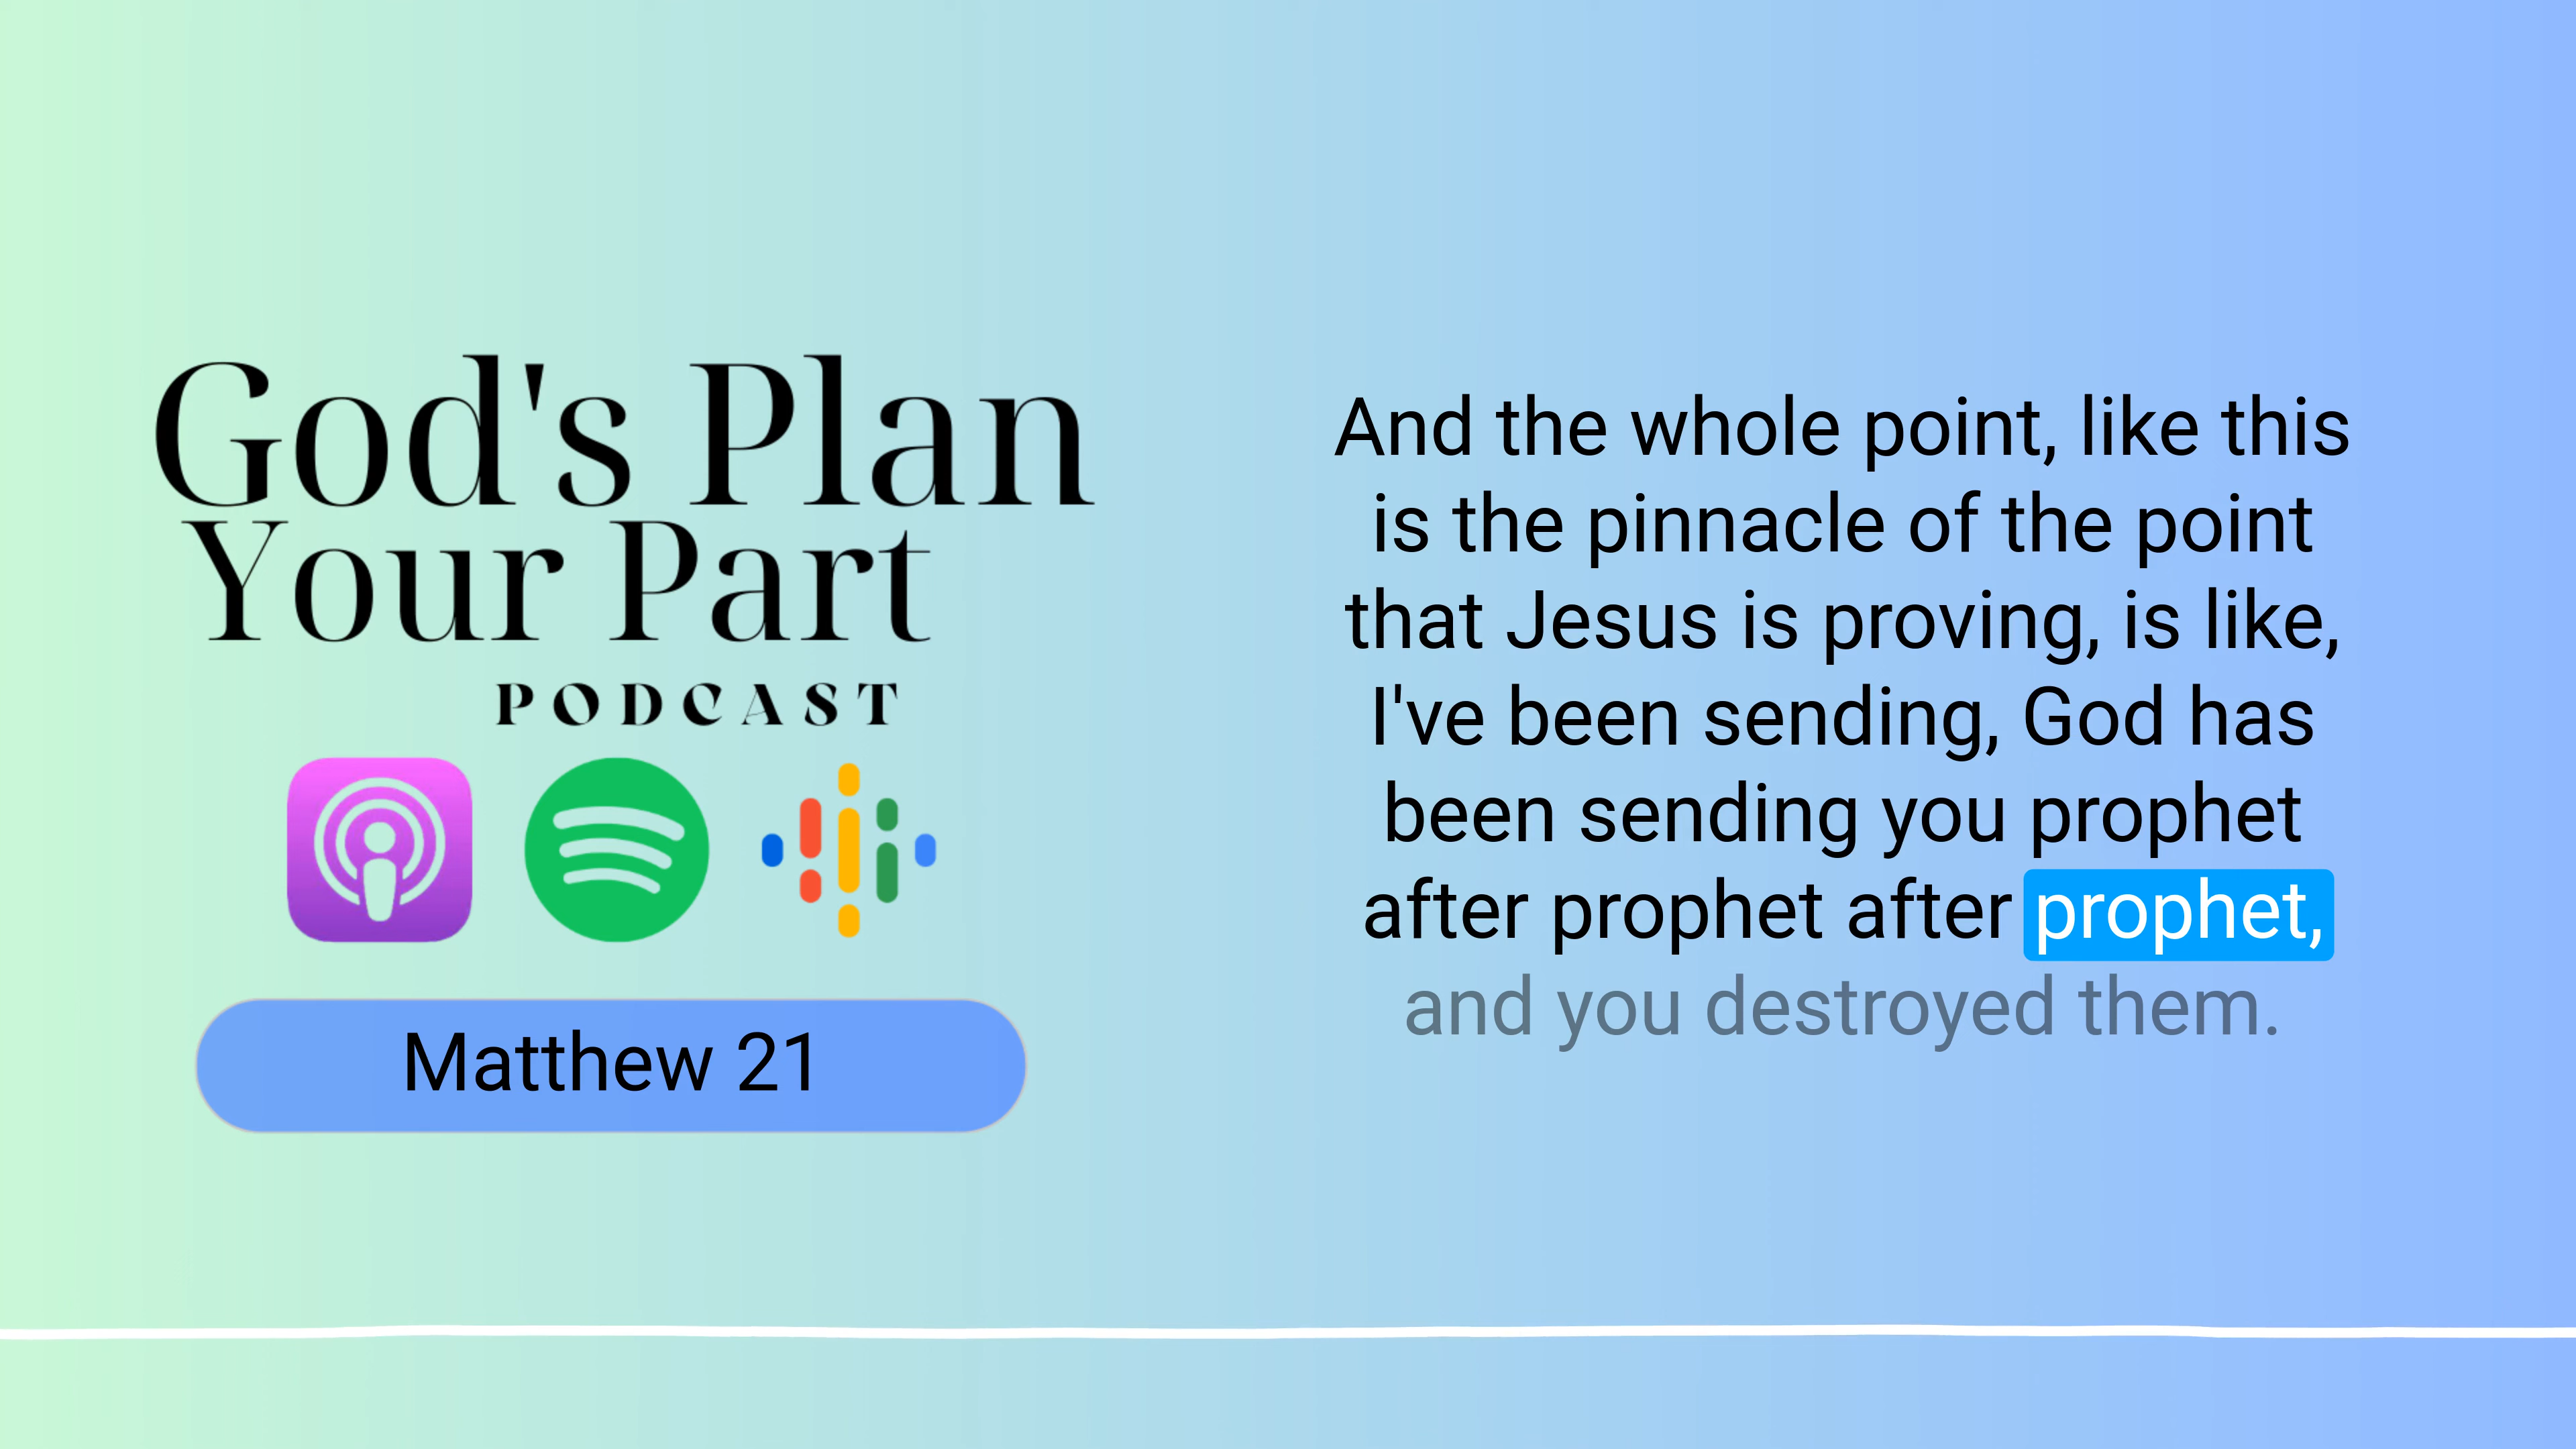 God's Plan
Your Part
PODCAST
Matthew 21
And the whole point, like this
is the pinnacle of the point
that Jesus is proving, is like,
I've been sending, God has
been sending you prophet
after prophet after prophet,
and you destroyed them.